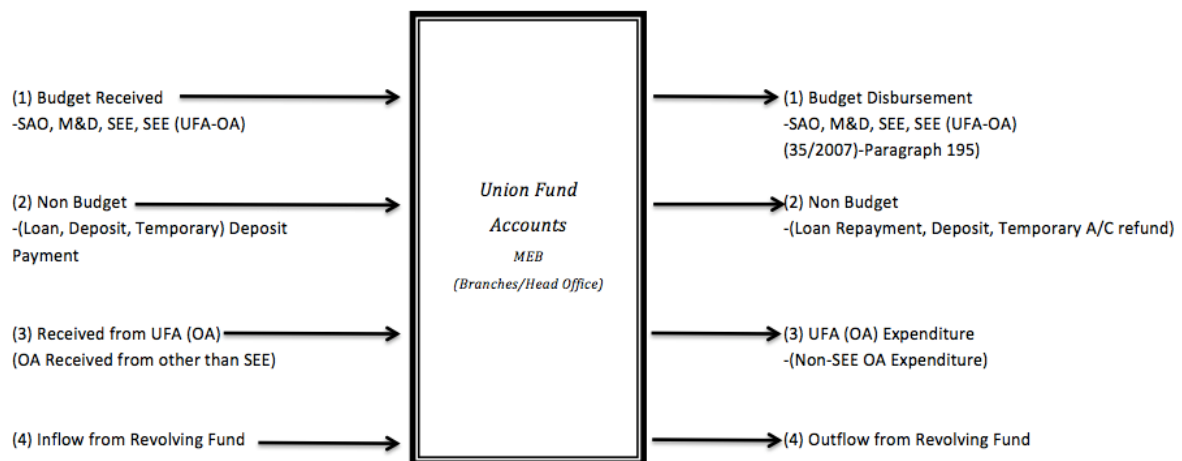 (1) Budget Received
-SAO, M&D, SEE, SEE (UFA-OA)
(2) Non Budget
-(Loan, Deposit, Temporary) Deposit
Payment
(3) Received from UFA (OA)
(OA Received from other than SEE)
(4) Inflow from Revolving Fund
Union Fund
Accounts
MEB
(Branches/Head Office)
(1) Budget Disbursement
-SAO, M&D, SEE, SEE (UFA-OA)
(35/2007)-Paragraph 195)
(2) Non Budget
-(Loan Repayment, Deposit, Temporary A/C refund)
(3) UFA (OA) Expenditure
-(Non-SEE OA Expenditure)
(4) Outflow from Revolving Fund